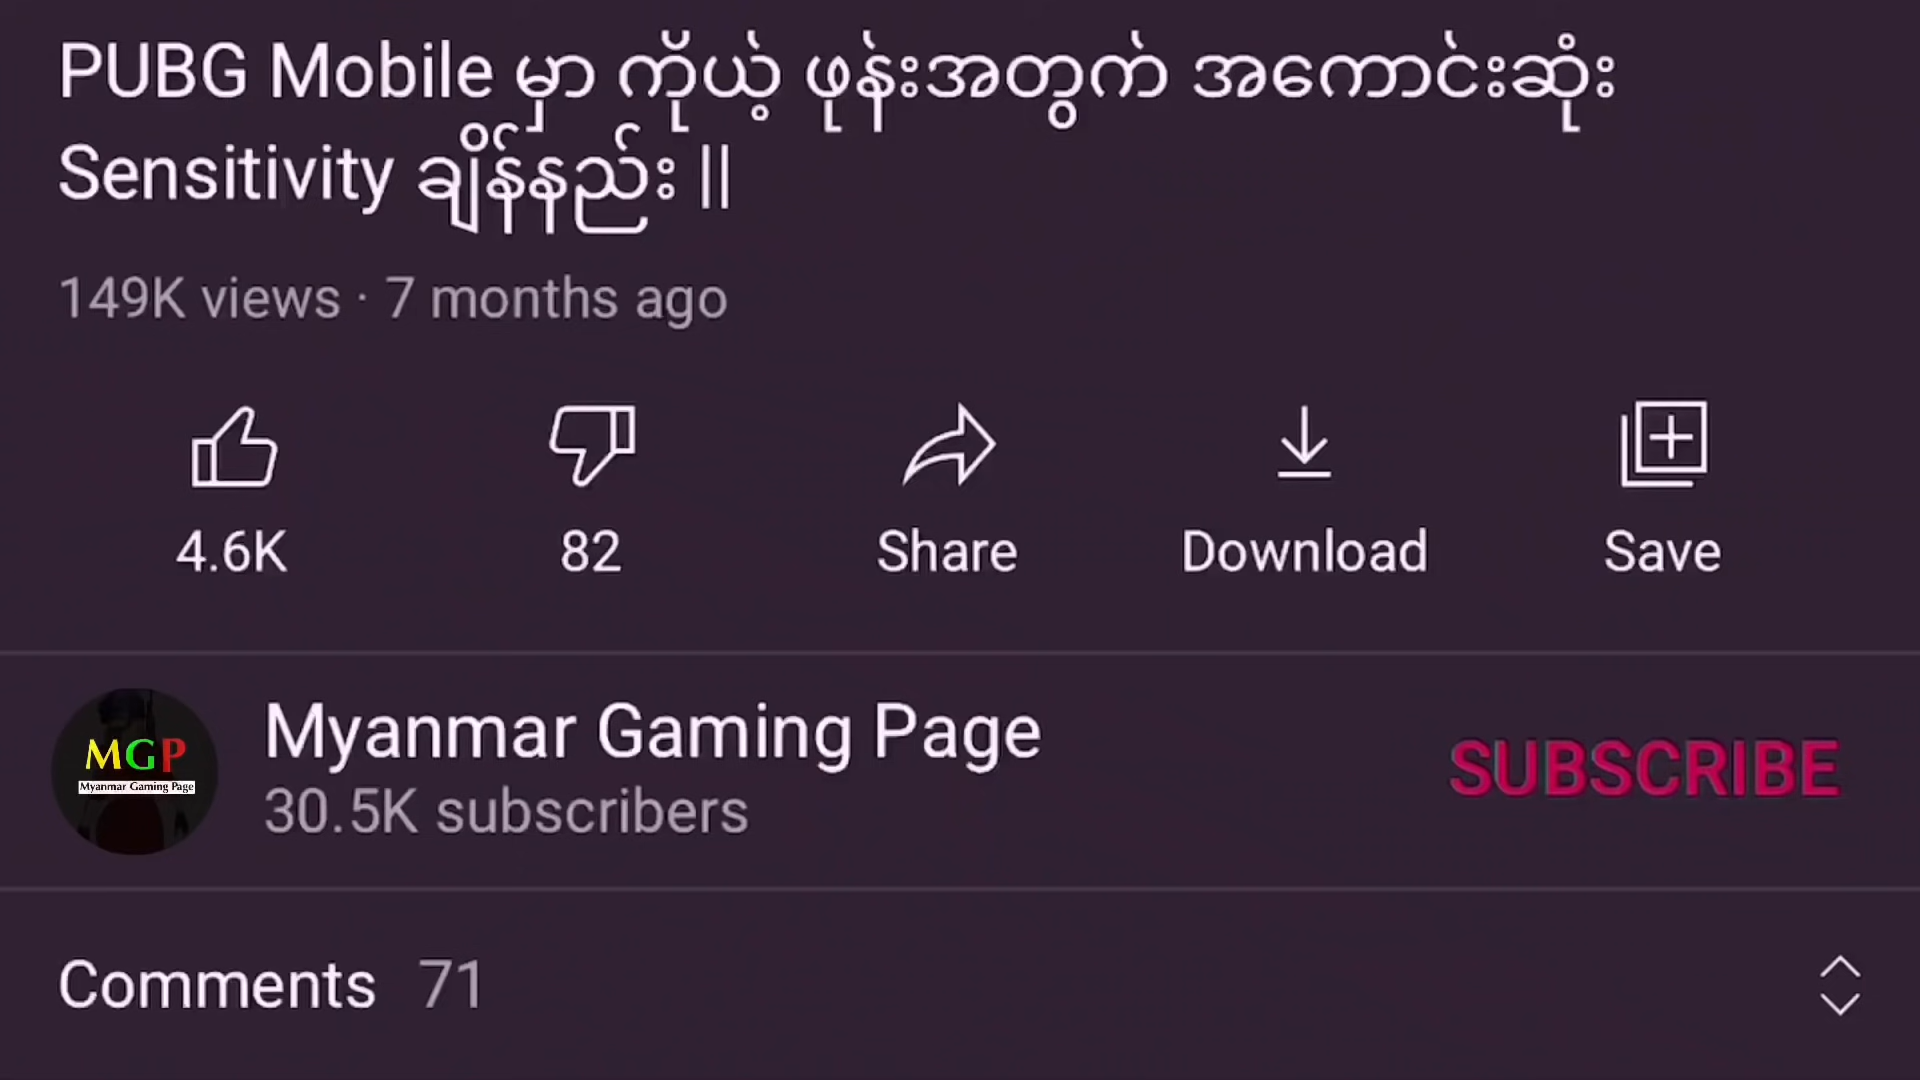 PUBG Mobile မှာ ကိုယ့် ဖုန်းအတွက် အကောင်းဆုံး
Sensitivity ချိန်နည်း ||
149K views · 7 months ago
4.6K
82
Share
Download
Save
MGP
Myanmar Gaming Page
Myanmar Gaming Page
30.5K subscribers
SUBSCRIBE
Comments 71